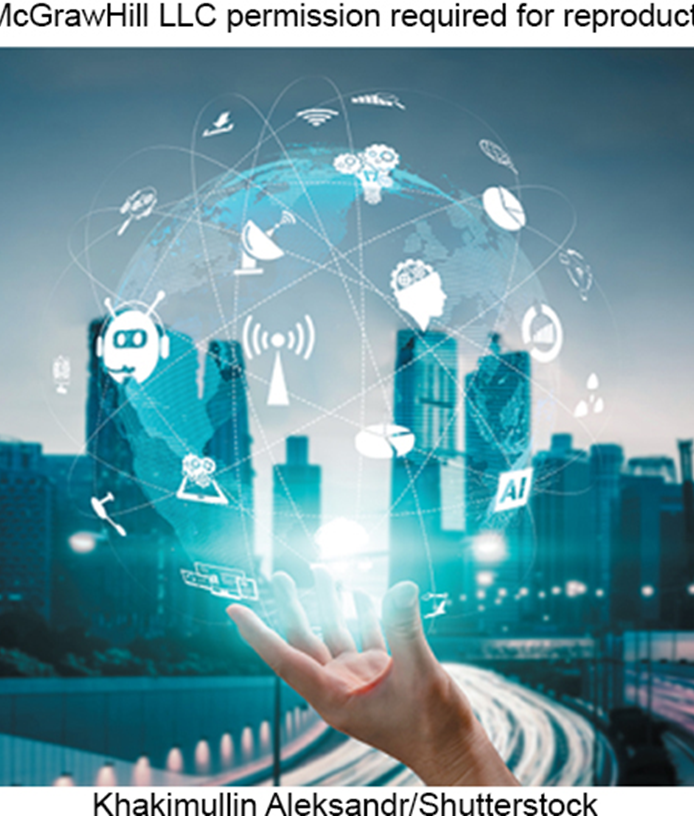 McGrawHill LLC permission required for reproduct
AI
Khakimullin Aleksandr/Shutterstock